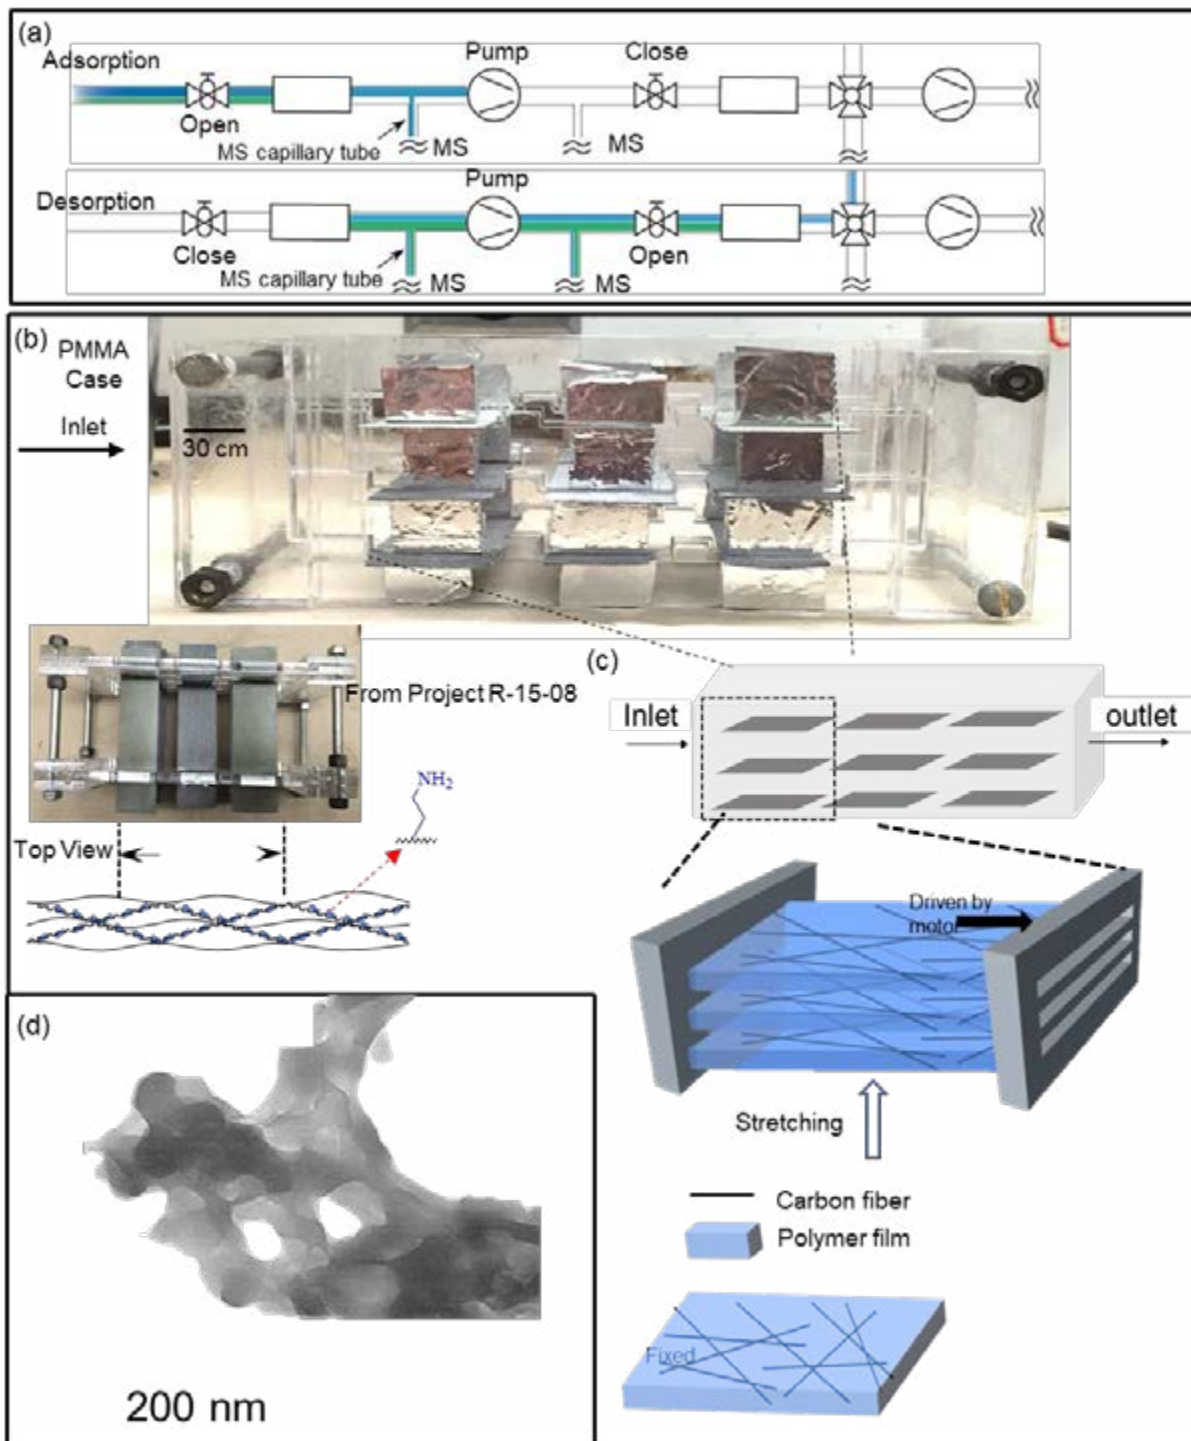 (a)
Adsorption
Pump
Close
Open
MS capillary tube
MS
MS
Desorption
Pump
Close
MS capillary tube
MS
Open
MS
(b)
PMMA
Case
Inlet
30 cm
From Project R-15-08
NH2
Top View
(c)
Inlet
outlet
Driven by
motor
Stretching
Carbon fiber
Polymer film
Fixed
(d)
200 nm